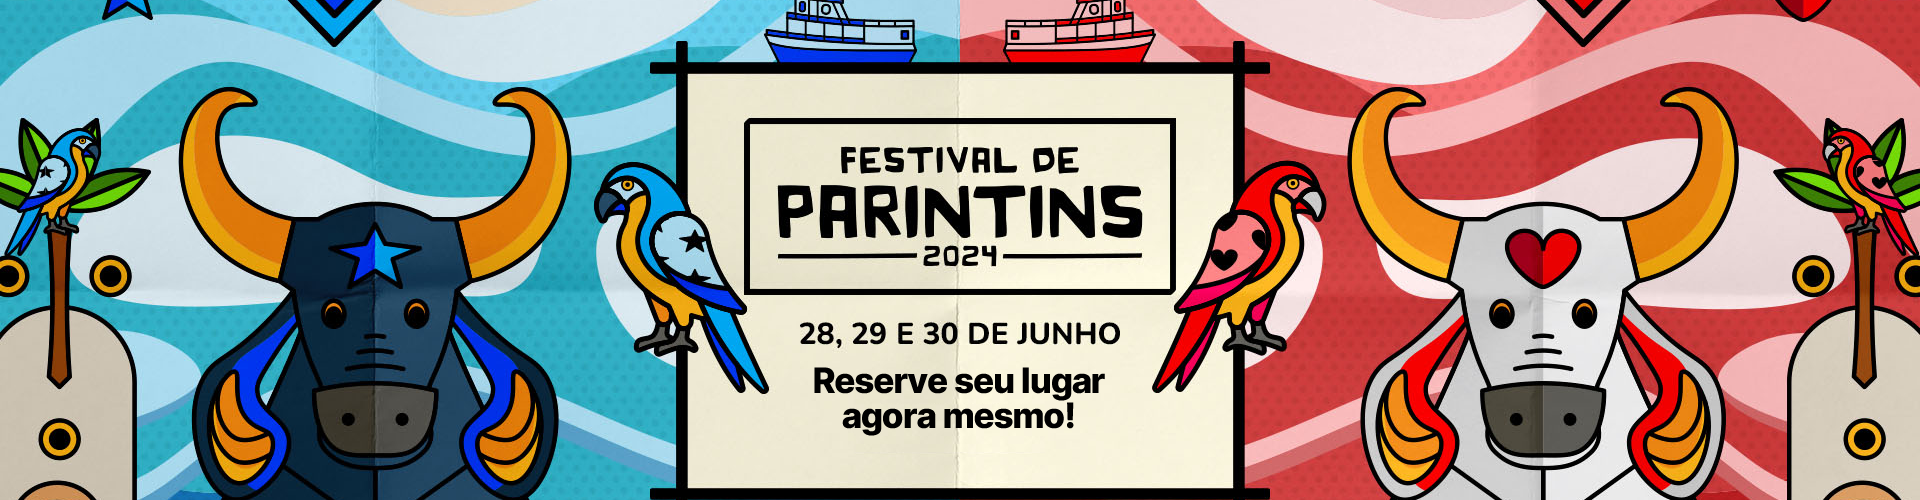 FESTIVAL DE
PARINTINS
2024
28, 29 E 30 DE JUNHO
Reserve seu lugar
agora mesmo!